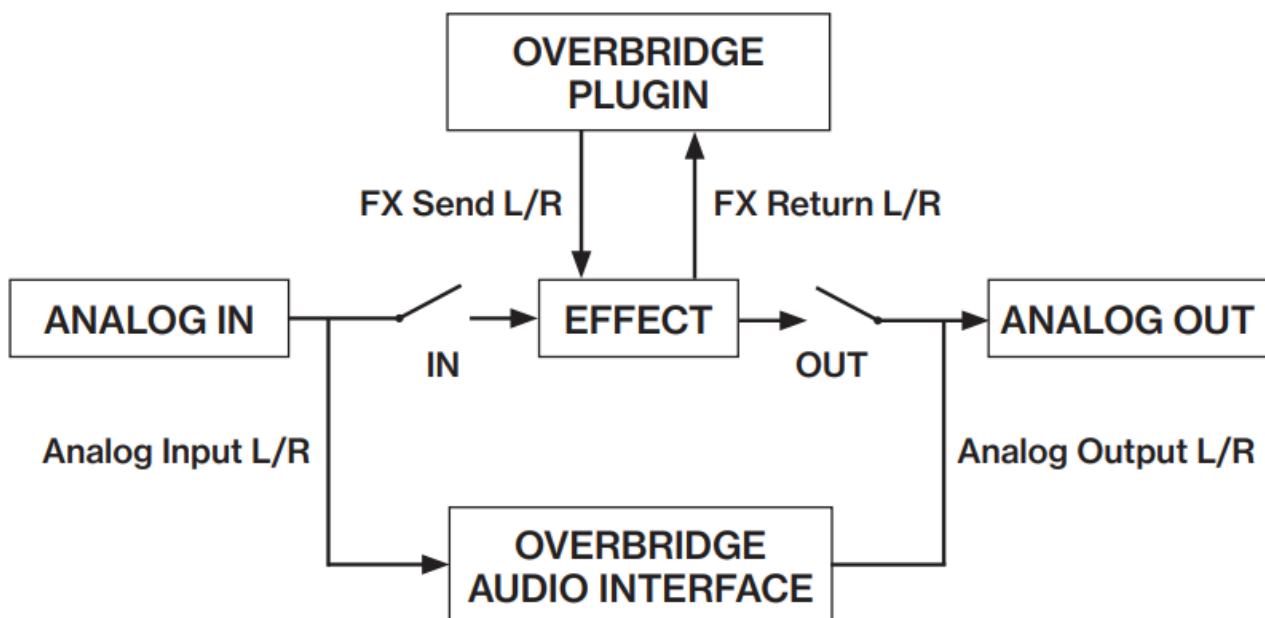 OVERBRIDGE
PLUGIN
FX Send L/R
FX Return L/R
ANALOG IN
EFFECT
ANALOG OUT
IN
OUT
Analog Input L/R
Analog Output L/R
OVERBRIDGE
AUDIO INTERFACE